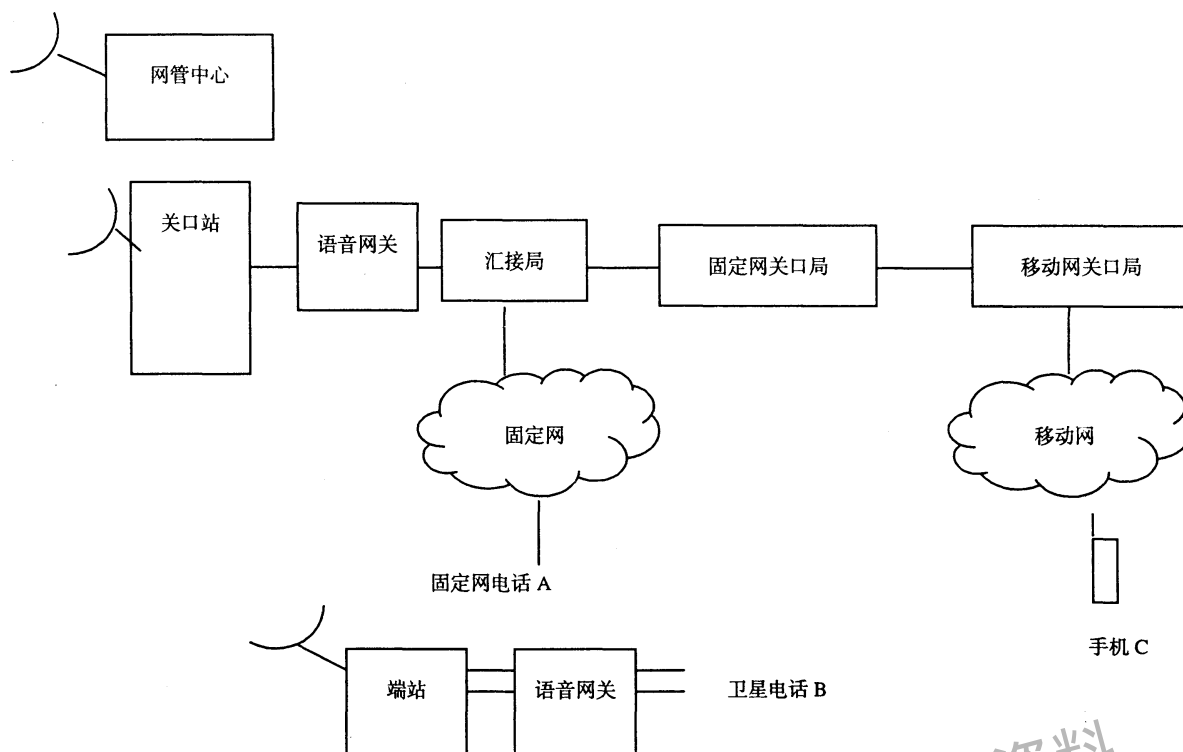 网管中心
关口站
语音网关
汇接局
固定网关口局
移动网关口局
固定网
移动网
固定网电话 A
手机 C
端站
语音网关
卫星电话 B
资料